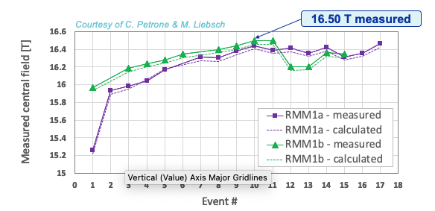 Courtesy of C. Petrone & M. Liebsch
16.50 T measured
Measured central field [T]
16.6
16.4
16.2
16
15.8
15.6
15.4
15.2
15
RMM1a - measured
RMM1a - calculated
RMM1b - measured
RMM1b - calculated
Vertical (Value) Axis Major Gridlines
0 1 2 3 4 5 6 7 8 9 10 11 12 13 14 15 16 17 18
Event #